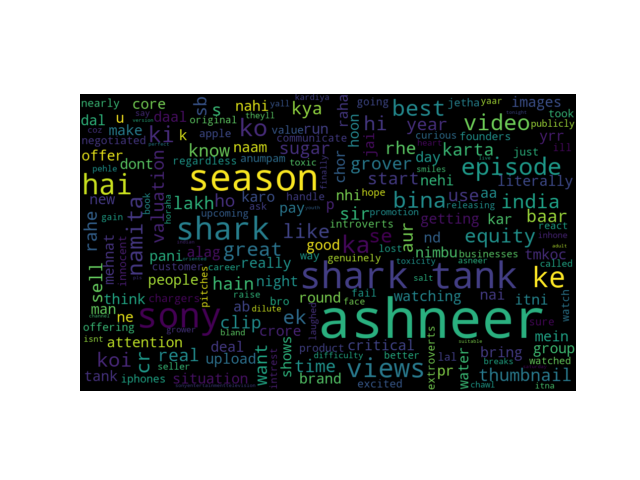 nearly core sb s nahi kya raha going kardiya yall yaar jetha images
dal daal u original hoon best took
say version make k apple value run communicate hi year video publicly
negotiated ki ko jai curious founders yrr
offer dont know naam sugar rhe day karta just ill
regardless anumpam chor grover episode called
hai season smiles nehi literally
pehle toxic finally
new valuation lakh ho karo pay nhi hope bina use aa india
gain book ask handle p sir introverts getting kar baar
rahe namita shark like ka se aur nd promotion react
mehnat great good genuinely lost equity tmkoc
innocent pani alag really way nimbu businesses inhone
sell customer career night shark tank toxicity adult
people hain upcoming bro salt ke
man think pitches raise face fail watching nai itni watch
chargers ab round ashneer sure
ne sony dilute laughed
offering clip ek crore product critical mein
isnt attention bland deal difficulty better bring group
koi cr real upload want shows time views lal pr water watched
tank seller brand thumbnail
iphones situation intrest excited extroverts chawl breaks itna
releasing